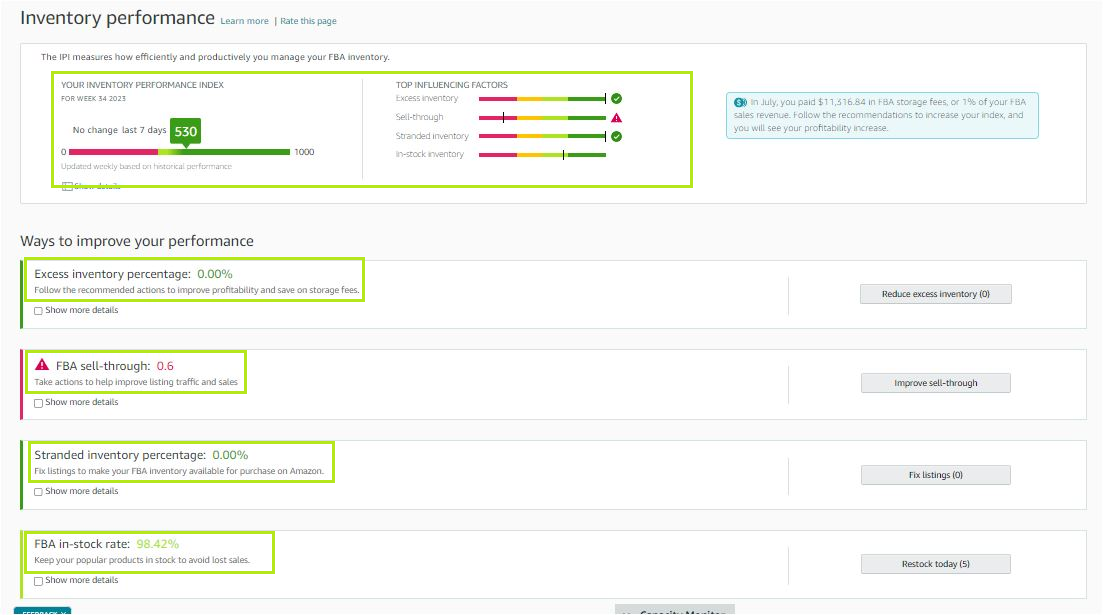 Inventory performance Learn more | Rate this page
The IPI measures how efficiently and productively you manage your FBA inventory.
YOUR INVENTORY PERFORMANCE INDEX
FOR WEEK 34 2023
No change last 7 days 530
0 1000
Updated weekly based on historical performance
Show details
TOP INFLUENCING FACTORS
Excess inventory
Sell-through
Stranded inventory
In-stock inventory
In July, you paid $11,316.84 in FBA storage fees, or 1% of your FBA
sales revenue. Follow the recommendations to increase your index, and
you will see your profitability increase.
Ways to improve your performance
Excess inventory percentage: 0.00%
Follow the recommended actions to improve profitability and save on storage fees.
Show more details
Reduce excess inventory (0)
FBA sell-through: 0.6
Take actions to help improve listing traffic and sales
Show more details
Improve sell-through
Stranded inventory percentage: 0.00%
Fix listings to make your FBA inventory available for purchase on Amazon.
Show more details
Fix listings (0)
FBA in-stock rate: 98.42%
Keep your popular products in stock to avoid lost sales.
Show more details
Restock today (5)
FEEDBACK
Capacity Monitor